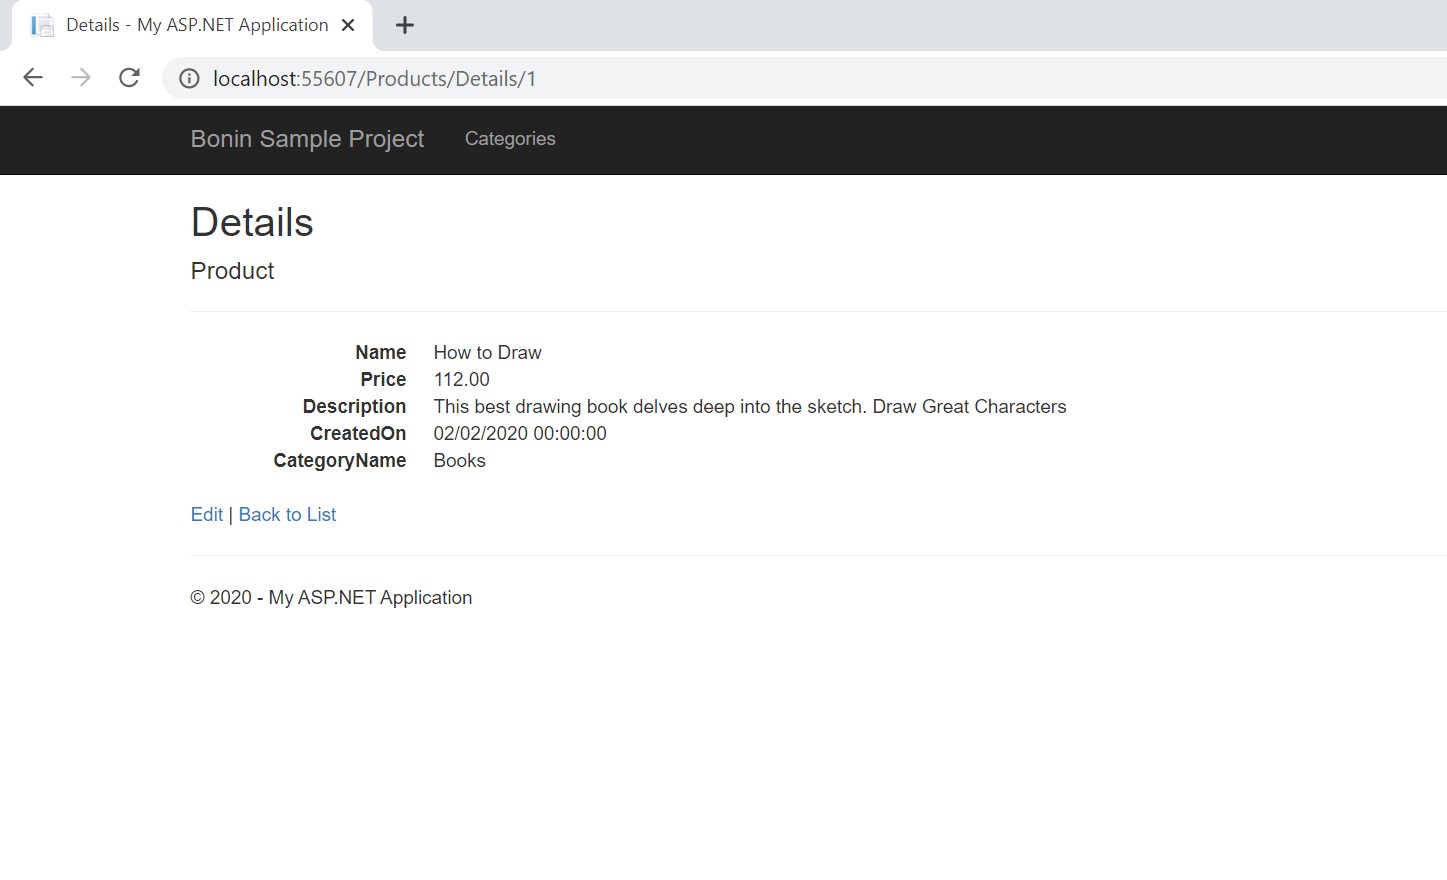 Details - My ASP.NET Application
localhost:55607/Products/Details/1
Bonin Sample Project Categories
Details
Product
Name How to Draw
Price 112.00
Description This best drawing book delves deep into the sketch. Draw Great Characters
CreatedOn 02/02/2020 00:00:00
CategoryName Books
Edit | Back to List
© 2020 - My ASP.NET Application